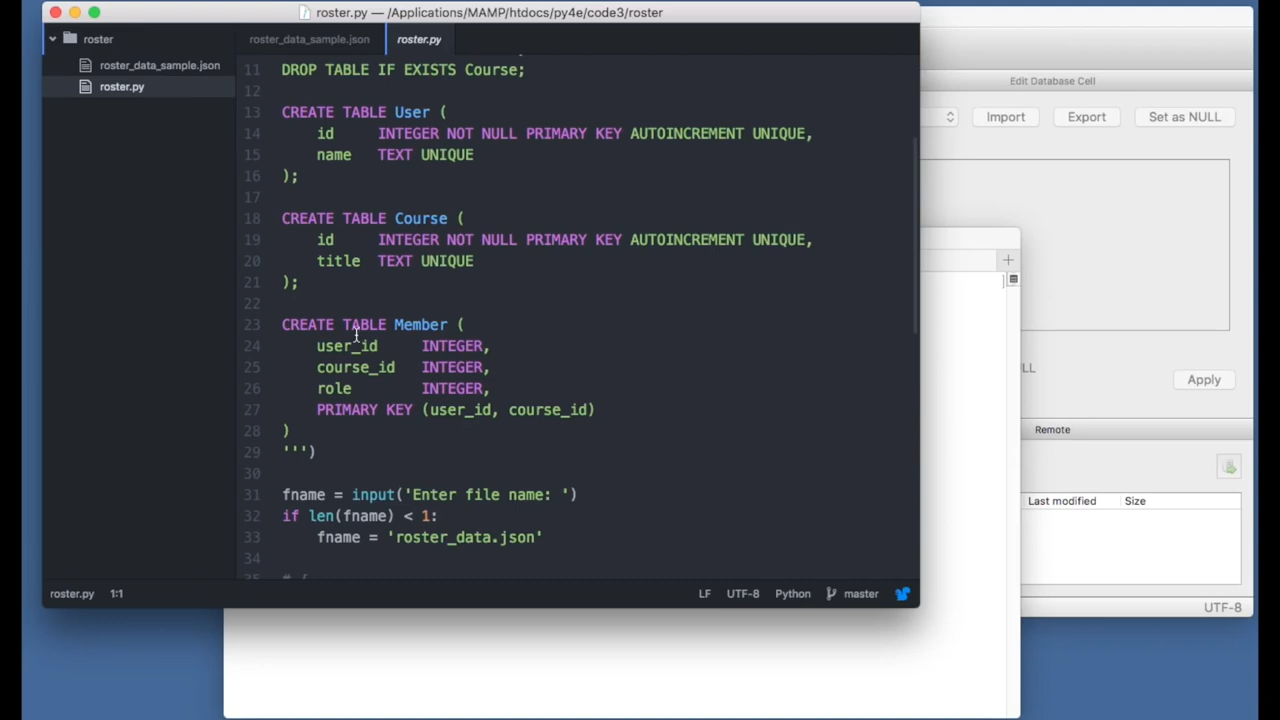 roster.py — /Applications/MAMP/htdocs/py4e/code3/roster
roster
roster_data_sample.json
roster.py
roster_data_sample.json
roster.py
11 DROP TABLE IF EXISTS Course;
12
13 CREATE TABLE User (
14 id INTEGER NOT NULL PRIMARY KEY AUTOINCREMENT UNIQUE,
15 name TEXT UNIQUE
16 );
17
18 CREATE TABLE Course (
19 id INTEGER NOT NULL PRIMARY KEY AUTOINCREMENT UNIQUE,
20 title TEXT UNIQUE
21 );
22
23 CREATE TABLE Member (
24 user_id INTEGER,
25 course_id INTEGER,
26 role INTEGER,
27 PRIMARY KEY (user_id, course_id)
28 )
29 ''')
30
31 fname = input('Enter file name: ')
32 if len(fname) < 1:
33 fname = 'roster_data.json'
34
35 # {
roster.py 1:1 LF UTF-8 Python master
Edit Database Cell
Import Export Set as NULL
LL
Apply
Remote
Last modified Size
UTF-8